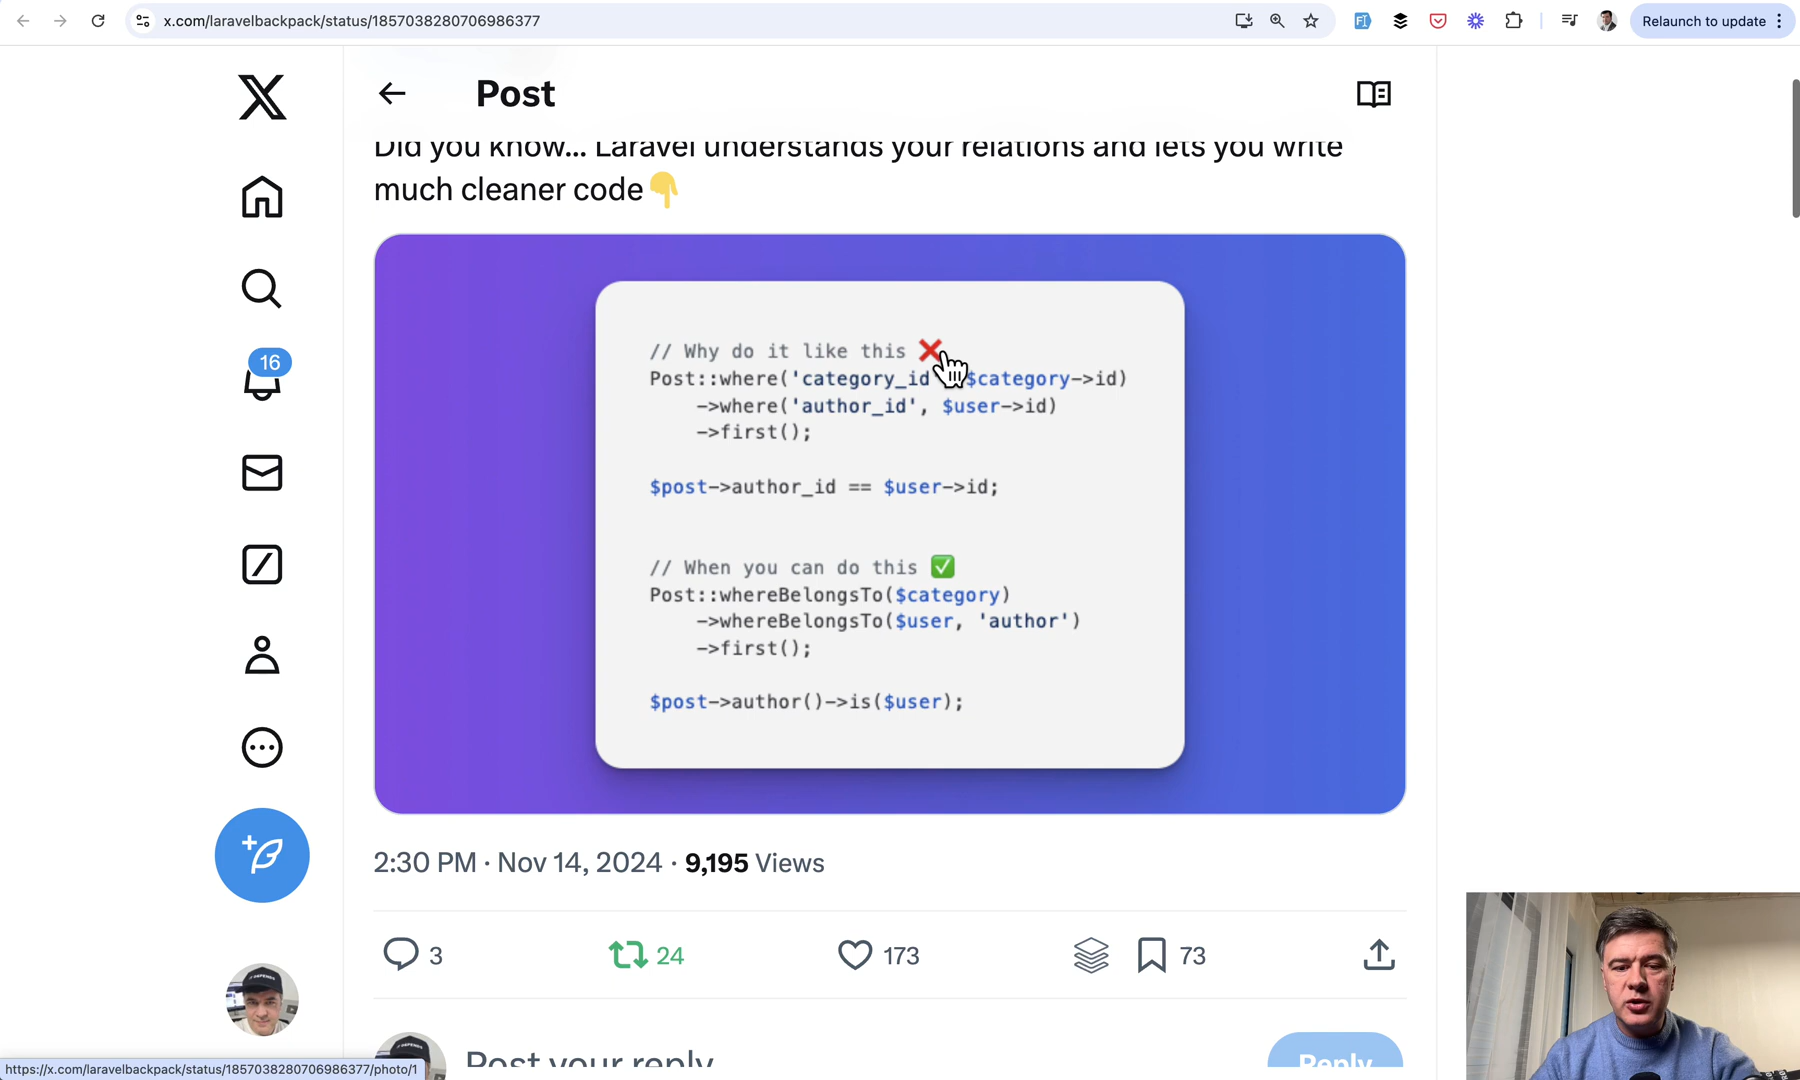 x.com/laravelbackpack/status/1857038280706986377
Relaunch to update
Post
Did you know... Laravel understands your relations and lets you write
much cleaner code
16
// Why do it like this
Post::where('category_id $category->id)
->where('author_id', $user->id)
->first();
$post->author_id == $user->id;
// When you can do this
Post::whereBelongsTo($category)
->whereBelongsTo($user, 'author')
->first();
$post->author()->is($user);
2:30 PM · Nov 14, 2024 · 9,195 Views
3
24
173
73
Post your reply
Reply
https://x.com/laravelbackpack/status/1857038280706986377/photo/1